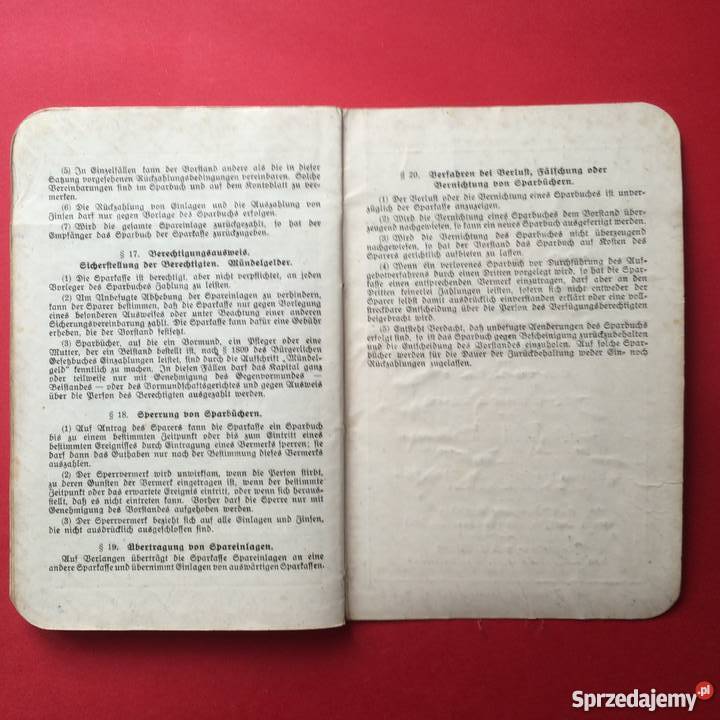 (5) In Einzelfällen kann der Vorstand andere als die in dieser
Satzung vorgesehenen Rückzahlungsbedingungen vereinbaren. Solche
Vereinbarungen sind im Sparbuch und auf dem Kontoblatt zu ver-
merken.
(6) Die Rückzahlung von Einlagen und die Auszahlung von
Zinsen darf nur gegen Vorlage des Sparbuchs erfolgen.
(7) Wird die gesamte Spareinlage zurückgezahlt, so hat der
Empfänger das Sparbuch der Sparkasse zurückzugeben.
§ 17. Berechtigungsausweis.
Sicherstellung der Berechtigten. Mündelgelder.
(1) Die Sparkasse ist berechtigt, aber nicht verpflichtet, an jeden
Vorleger des Sparbuches Zahlung zu leisten.
(2) Um Unbefugte Abhebung der Spareinlagen zu verhindern,
kann der Sparer bestimmen, daß die Sparkasse nur gegen Vorlegung
eines besonderen Ausweises oder unter Beachtung einer anderen
Sicherungsvereinbarung zahlt. Die Sparkasse kann dafür eine Gebühr
erheben, die der Vorstand festsetzt.
(3) Sparbücher, auf die ein Vormund, ein Pfleger oder eine
Mutter, der ein Beistand bestellt ist, nach § 1809 des Bürgerlichen
Gesetzbuches Einzahlungen leistet, sind durch die Aufschrift „Mündel-
geld" kenntlich zu machen. In diesen Fällen darf das Kapital ganz
oder teilweise nur mit Genehmigung des Gegenvormundes —
Beistandes — oder des Vormundschaftsgerichts und gegen Ausweis
über die Person des Berechtigten ausgezahlt werden.
§ 18. Sperrung von Sparbüchern.
(1) Auf Antrag des Sparers kann die Sparkasse ein Sparbuch
bis zu einem bestimmten Zeitpunkt oder bis zum Eintritt eines
bestimmten Ereignisses durch Eintragung eines Vermerks sperren; sie
darf dann das Guthaben nur nach der Bestimmung dieses Vermerks
auszahlen.
(2) Der Sperrvermerk wird unwirksam, wenn die Person stirbt,
zu deren Gunsten der Vermerk eingetragen ist, wenn der bestimmte
Zeitpunkt oder das erwartete Ereignis eintritt, oder wenn sich heraus-
stellt, daß es nicht eintreten kann. Vorher darf die Sperre nur mit
Genehmigung des Vorstandes aufgehoben werden.
(3) Der Sperrvermerk bezieht sich auf alle Einlagen und Zinsen,
die nicht ausdrücklich ausgeschlossen sind.
§ 19. Übertragung von Spareinlagen.
Auf Verlangen überträgt die Sparkasse Spareinlagen an eine
andere Sparkasse und übernimmt Einlagen von auswärtigen Sparkassen.
§ 20. Verfahren bei Verlust, Fälschung oder
Vernichtung von Sparbüchern.
(1) Der Verlust oder die Vernichtung eines Sparbuches ist unver-
züglich der Sparkasse anzuzeigen.
(2) Wird die Vernichtung eines Sparbuches dem Vorstand über-
zeugend nachgewiesen, so kann ein neues Sparbuch ausgefertigt werden.
(3) Wird die Vernichtung des Sparbuches nicht überzeugend
nachgewiesen, so hat der Vorstand das Sparbuch auf Kosten des
Sparers gerichtlich aufbieten zu lassen.
(4) Wenn ein verlorenes Sparbuch vor Durchführung des Auf-
gebotverfahrens durch einen Dritten vorgelegt wird, so hat die Spar-
kasse einen entsprechenden Vermerk einzutragen, darf aber an den
Dritten keinerlei Zahlungen leisten, sofern sich nicht entweder der
Sparer selbst damit ausdrücklich einverstanden erklärt oder eine voll-
streckbare Entscheidung über die Person des Verfügungsberechtigten
beigebracht wird.
(5) Entsteht Verdacht, daß unbefugte Aenderungen des Sparbuchs
erfolgt sind, so ist das Sparbuch gegen Bescheinigung zurückzubehalten
und die Entscheidung des Vorstandes einzuholen. Auf solche Spar-
bücher werden für die Dauer der Zurückbehaltung weder Ein- noch
Rückzahlungen zugelassen.
Sprzedajemy.pl